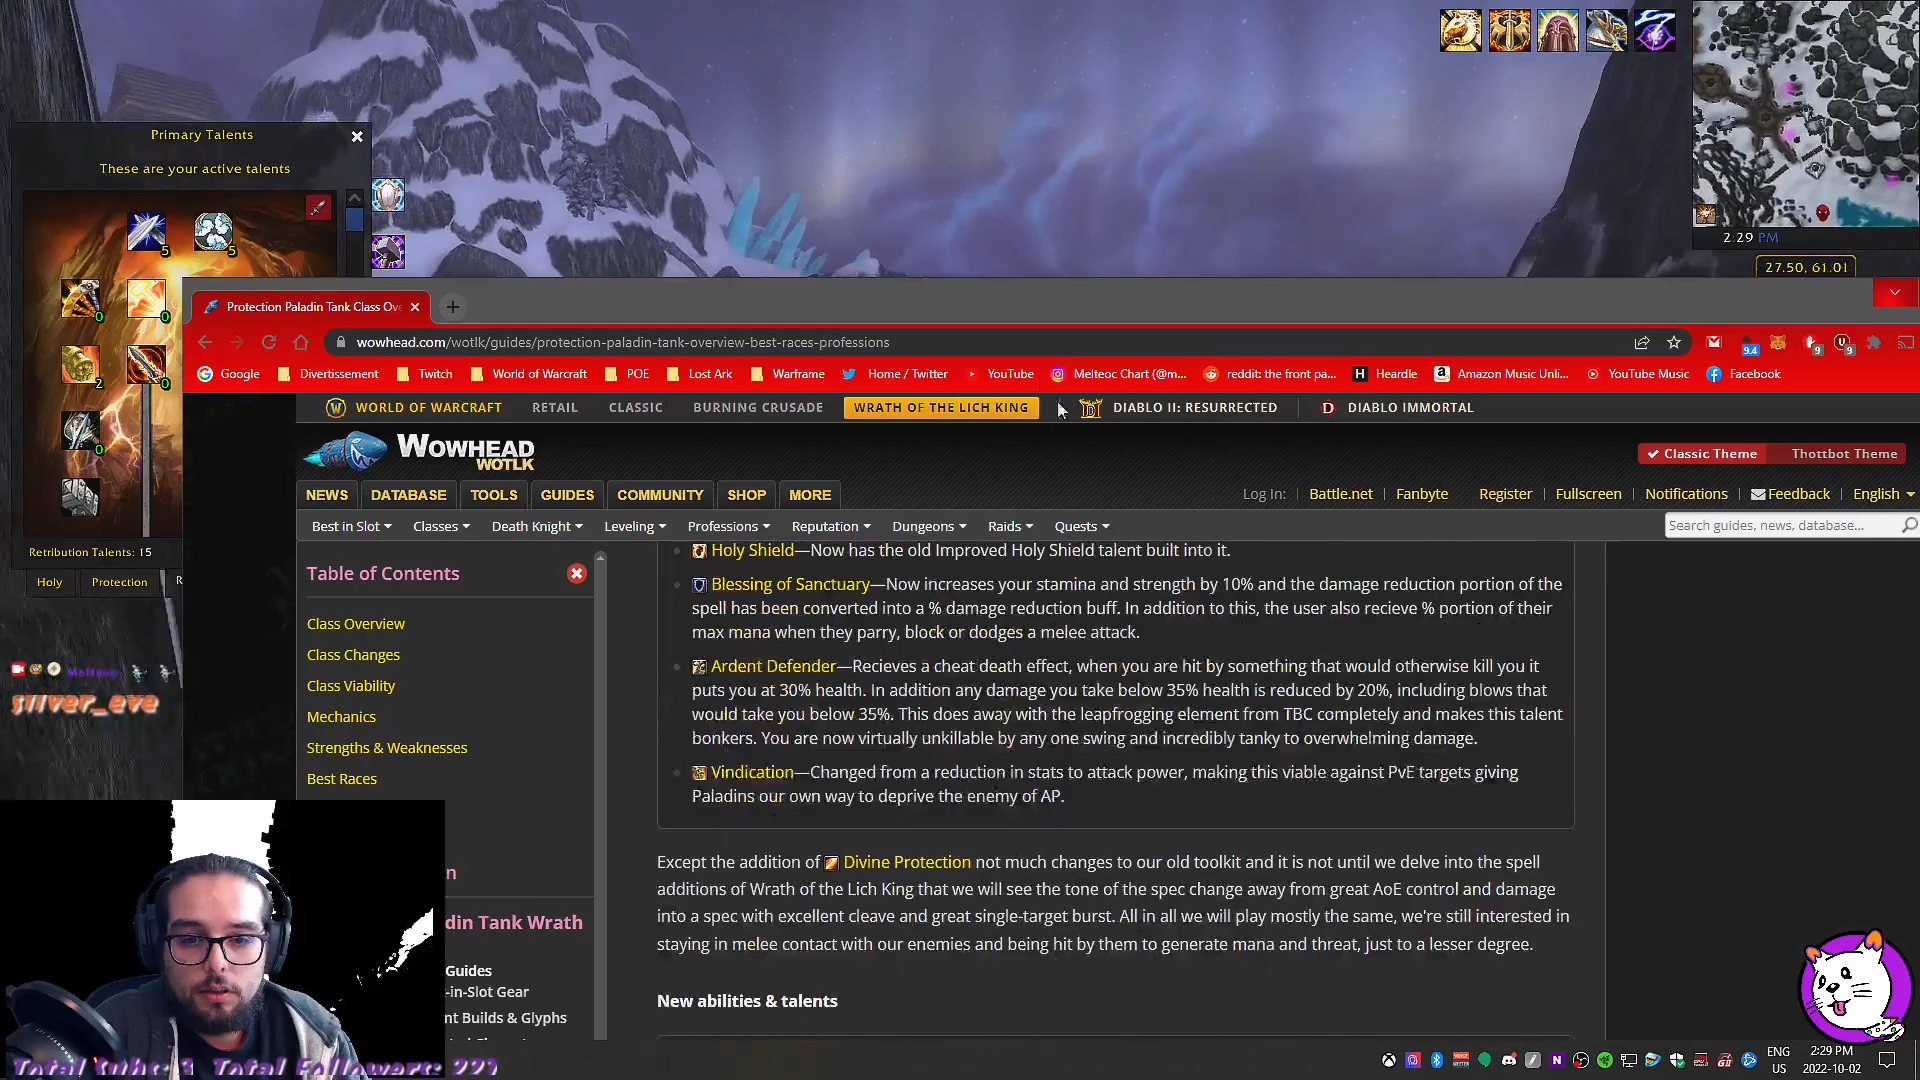 Primary Talents
These are your active talents
5
5
0
0
2
0
0
Retribution Talents: 15
Holy
Protection
R
2:29 PM
27.50, 61.01
Protection Paladin Tank Class Ov
wowhead.com/wotlk/guides/protection-paladin-tank-overview-best-races-professions
9.4
9
9
Google
Divertissement
Twitch
World of Warcraft
POE
Lost Ark
Warframe
Home / Twitter
YouTube
Melteoc Chart (@m...
reddit: the front pa...
Heardle
Amazon Music Unli...
YouTube Music
Facebook
WORLD OF WARCRAFT
RETAIL
CLASSIC
BURNING CRUSADE
WRATH OF THE LICH KING
DIABLO II: RESURRECTED
DIABLO IMMORTAL
WOWHEAD
WOTLK
Classic Theme
Thottbot Theme
NEWS
DATABASE
TOOLS
GUIDES
COMMUNITY
SHOP
MORE
Log In:
Battle.net
Fanbyte
Register
Fullscreen
Notifications
Feedback
English
Best in Slot
Classes
Death Knight
Leveling
Professions
Reputation
Dungeons
Raids
Quests
Search guides, news, database...
Table of Contents
Class Overview
Class Changes
Class Viability
Mechanics
Strengths & Weaknesses
Best Races
n
din Tank Wrath
Guides
-in-Slot Gear
nt Builds & Glyphs
Holy Shield—Now has the old Improved Holy Shield talent built into it.
Blessing of Sanctuary—Now increases your stamina and strength by 10% and the damage reduction portion of the
spell has been converted into a % damage reduction buff. In addition to this, the user also recieve % portion of their
max mana when they parry, block or dodges a melee attack.
Ardent Defender—Recieves a cheat death effect, when you are hit by something that would otherwise kill you it
puts you at 30% health. In addition any damage you take below 35% health is reduced by 20%, including blows that
would take you below 35%. This does away with the leapfrogging element from TBC completely and makes this talent
bonkers. You are now virtually unkillable by any one swing and incredibly tanky to overwhelming damage.
Vindication—Changed from a reduction in stats to attack power, making this viable against PvE targets giving
Paladins our own way to deprive the enemy of AP.
Except the addition of Divine Protection not much changes to our old toolkit and it is not until we delve into the spell
additions of Wrath of the Lich King that we will see the tone of the spec change away from great AoE control and damage
into a spec with excellent cleave and great single-target burst. All in all we will play mostly the same, we're still interested in
staying in melee contact with our enemies and being hit by them to generate mana and threat, just to a lesser degree.
New abilities & talents
silver_eve
Total Subs: 3 Total Followers: 229
ENG
US
2:29 PM
2022-10-02